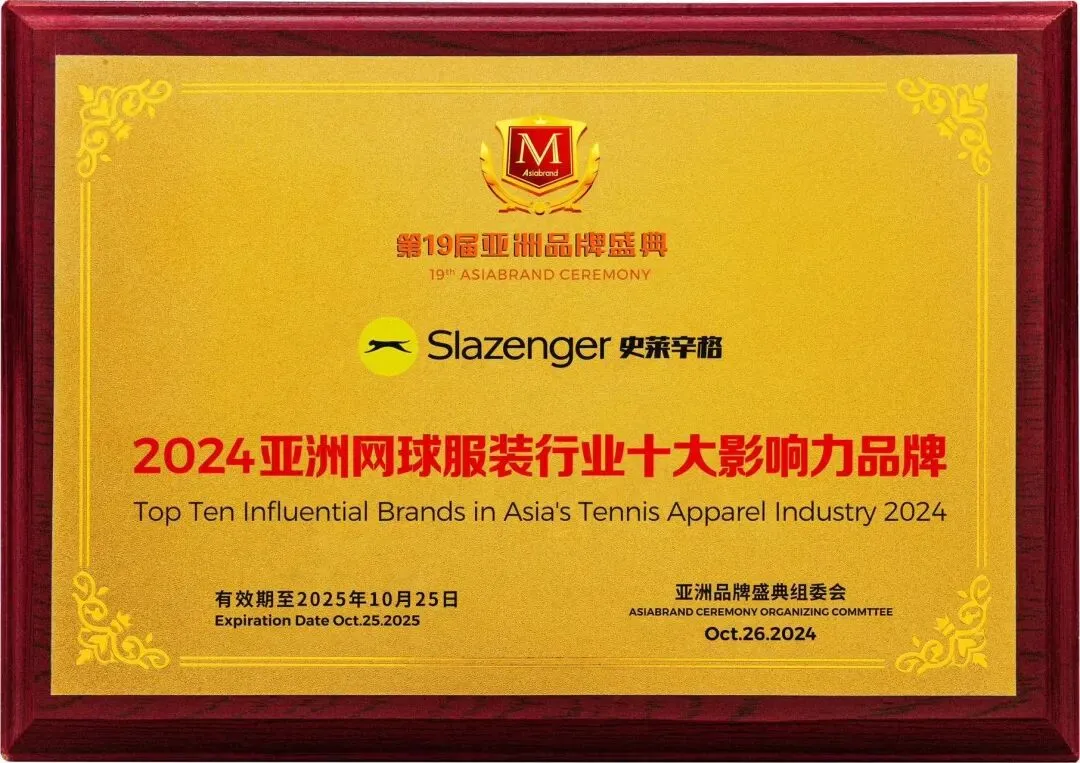 M
Asiabrand
第19届亚洲品牌盛典
19th ASIABRAND CEREMONY
Slazenger 史莱辛格
2024亚洲网球服装行业十大影响力品牌
Top Ten Influential Brands in Asia's Tennis Apparel Industry 2024
有效期至2025年10月25日
Expiration Date Oct.25.2025
亚洲品牌盛典组委会
ASIABRAND CEREMONY ORGANIZING COMMTTEE
Oct.26.2024